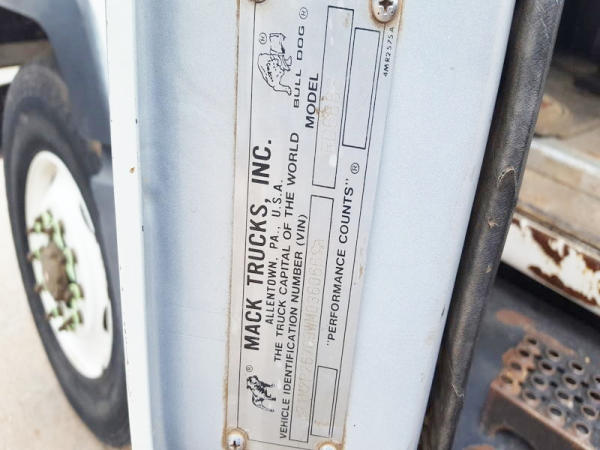 MACK TRUCKS, INC.
ALLENTOWN, PA., U.S.A.
THE TRUCK CAPITAL OF THE WORLD
VEHICLE IDENTIFICATION NUMBER (VIN)
BULL DOG®
MODEL
"PERFORMANCE COUNTS"®
4MR2575A